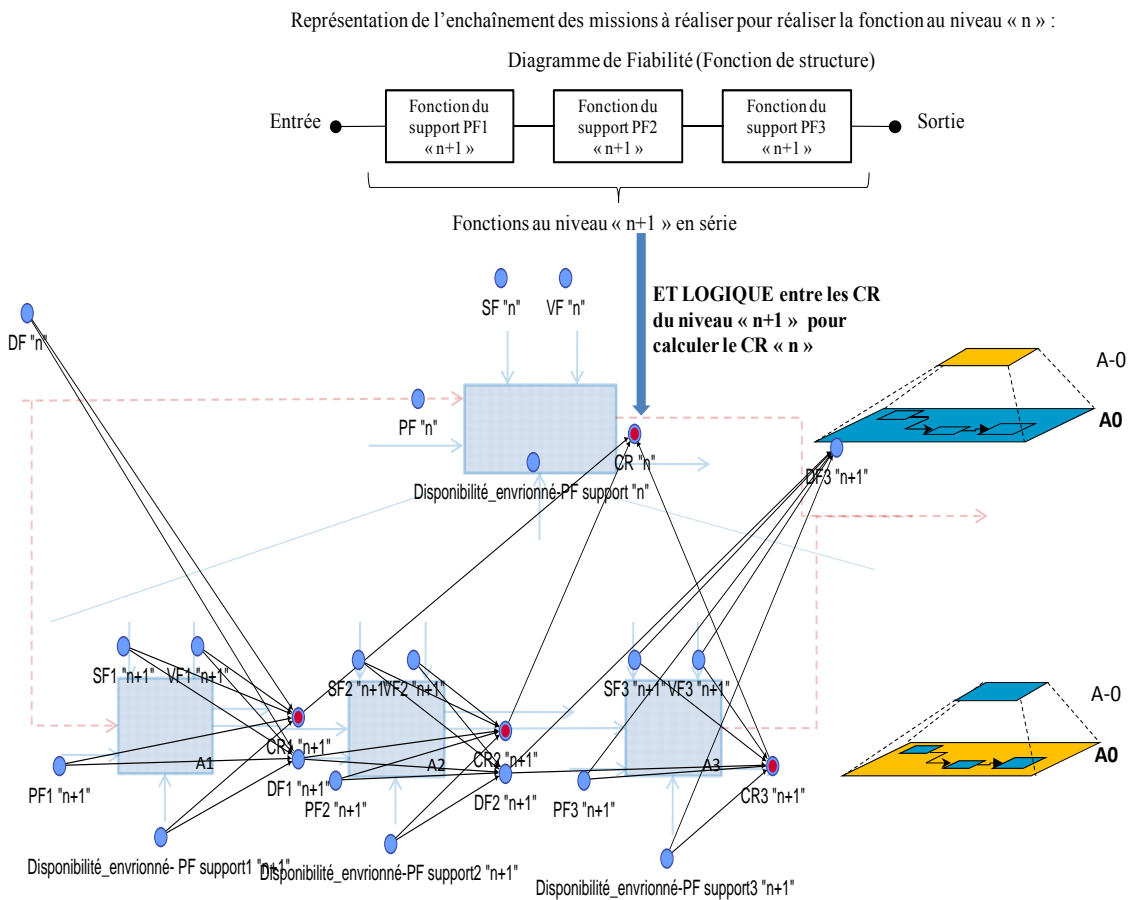 Représentation de l'enchaînement des missions à réaliser pour réaliser la fonction au niveau « n » :
Diagramme de Fiabilité (Fonction de structure)
Entrée
Fonction du
support PF1
« n+1 »
Fonction du
support PF2
« n+1 »
Fonction du
support PF3
« n+1 »
Sortie
Fonctions au niveau « n+1 » en série
SF "n"
VF "n"
ET LOGIQUE entre les CR
du niveau « n+1 » pour
calculer le CR « n »
DF "n"
A-0
A0
PF "n"
CR "n"
DF3 "n+1"
Disponibilité_envrionné-PF support "n"
SF1 "n+1"
VF1 "n+1"
SF2 "n+1"
VF2 "n+1"
SF3 "n+1"
VF3 "n+1"
A-0
A0
CR1 "n+1"
CR2 "n+1"
A1
A2
A3
PF1 "n+1"
DF1 "n+1"
PF2 "n+1"
DF2 "n+1"
PF3 "n+1"
CR3 "n+1"
Disponibilité_envrionné- PF support1 "n+1"
Disponibilité_envrionné-PF support2 "n+1"
Disponibilité_envrionné-PF support3 "n+1"